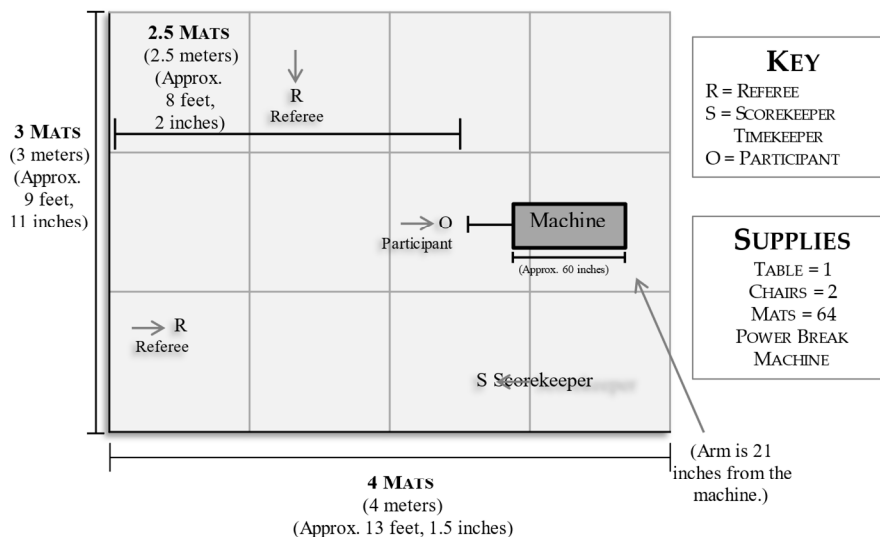 2.5 MATS
(2.5 meters)
(Approx.
8 feet,
2 inches)
R
Referee
3 MATS
(3 meters)
(Approx.
9 feet,
11 inches)
O
Participant
Machine
(Approx. 60 inches)
R
Referee
S Scorekeeper
4 MATS
(4 meters)
(Approx. 13 feet, 1.5 inches)
(Arm is 21
inches from the
machine.)
KEY
R = REFEREE
S = SCOREKEEPER
TIMEKEEPER
O = PARTICIPANT
SUPPLIES
TABLE = 1
CHAIRS = 2
MATS = 64
POWER BREAK
MACHINE